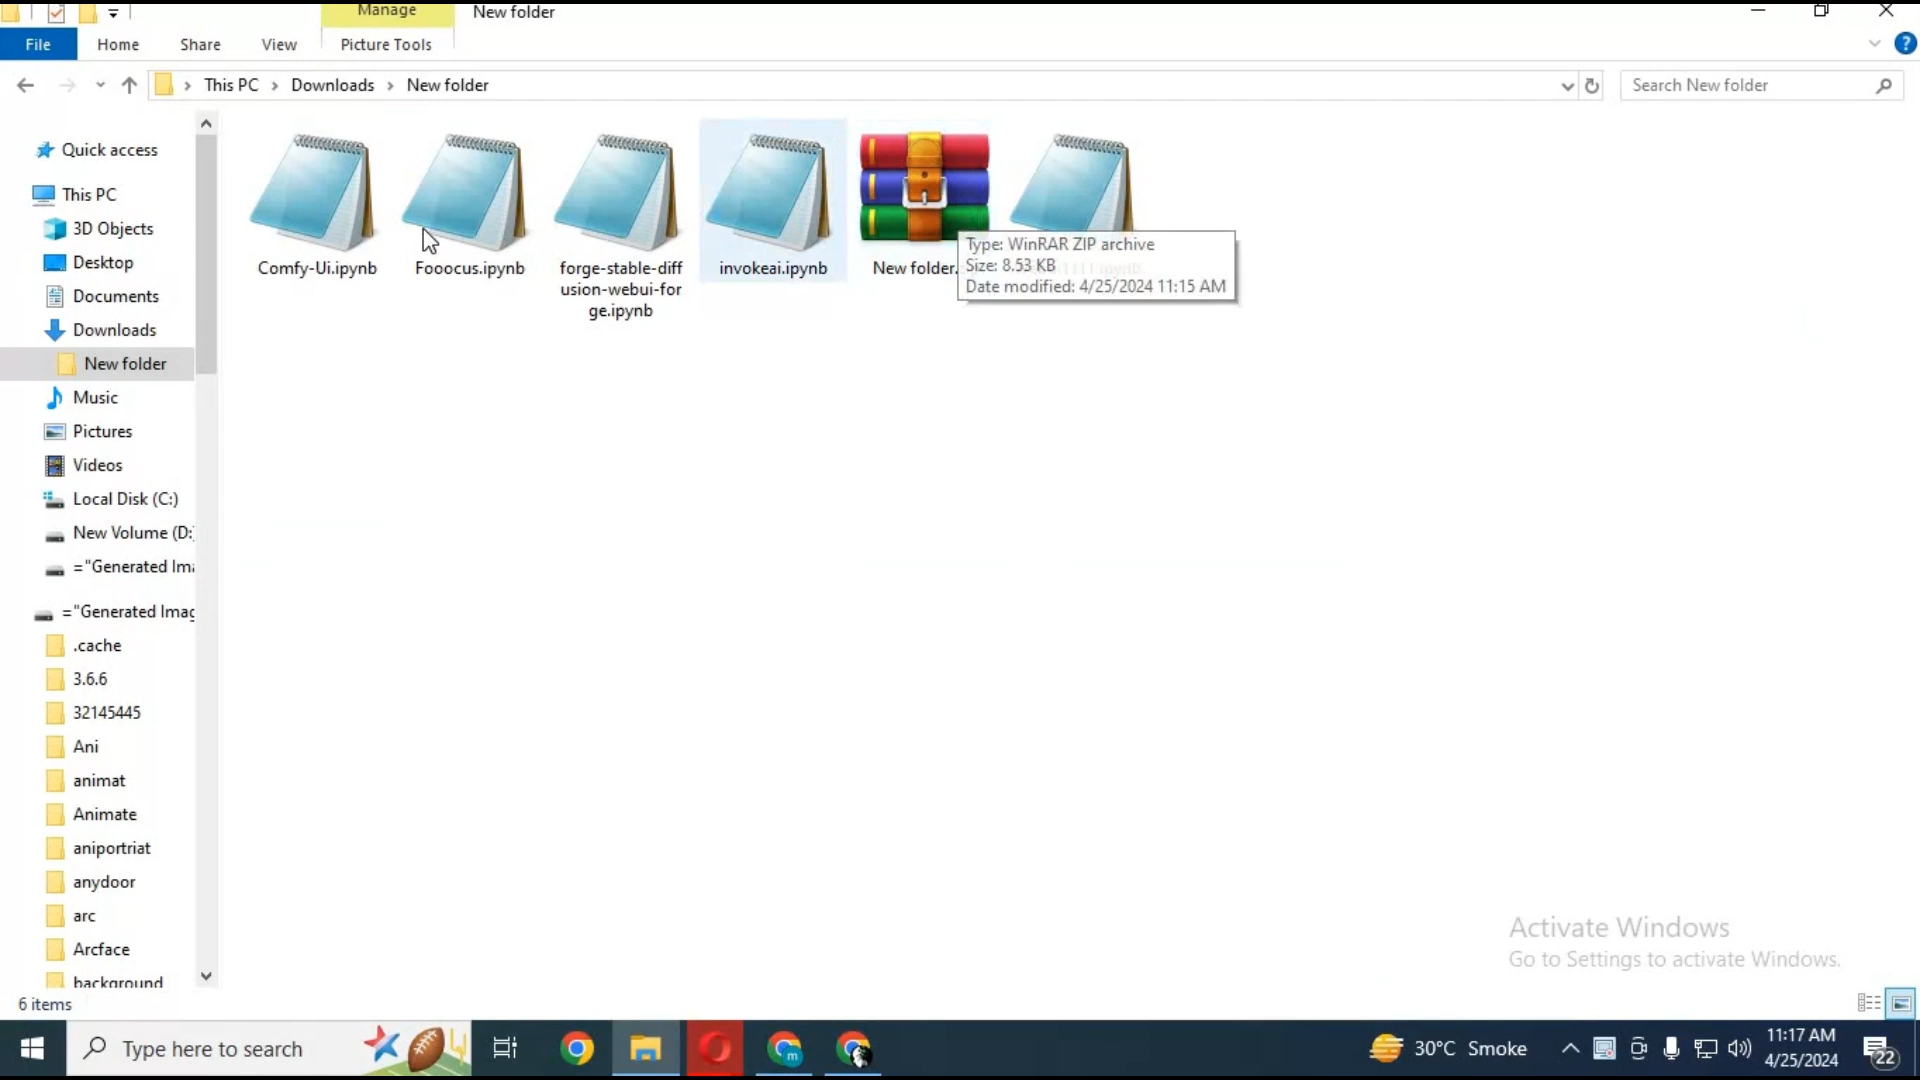 Manage
New folder
File
Home
Share
View
Picture Tools
This PC > Downloads > New folder
Search New folder
Quick access
This PC
3D Objects
Desktop
Documents
Downloads
New folder
Music
Pictures
Videos
Local Disk (C:)
New Volume (D:
="Generated Ima
="Generated Imag
.cache
3.6.6
32145445
Ani
animat
Animate
aniportriat
anydoor
arc
Arcface
background
Comfy-Ui.ipynb
Fooocus.ipynb
forge-stable-diff
usion-webui-for
ge.ipynb
invokeai.ipynb
New folder.
Type: WinRAR ZIP archive
Size: 8.53 KB
Date modified: 4/25/2024 11:15 AM
Activate Windows
Go to Settings to activate Windows.
6 items
Type here to search
m
30°C Smoke
11:17 AM
4/25/2024
22